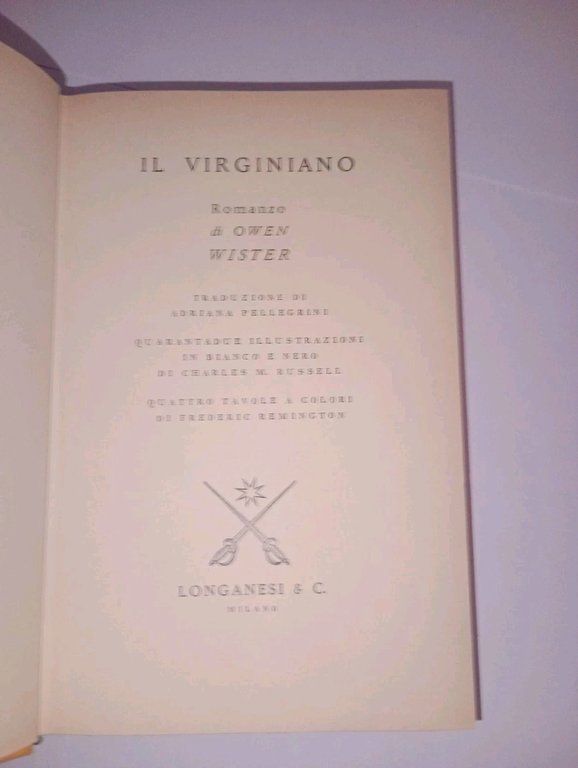 IL VIRGINIANO
Romanzo
di OWEN
WISTER
TRADUZIONE DI
ADRIANA PELLEGRINI
QUARANTADUE ILLUSTRAZIONI
IN BIANCO E NERO
DI CHARLES M. RUSSELL
QUATTRO TAVOLE A COLORI
DI FREDERIC REMINGTON
LONGANESI & C.
MILANO